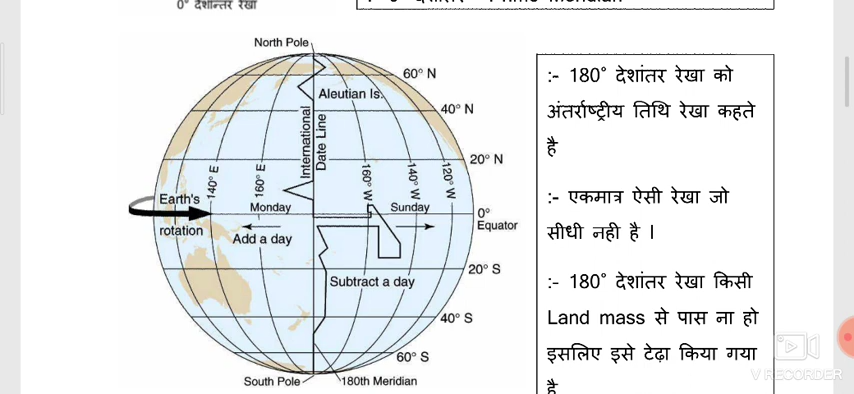 0° देशान्तर रेखा
North Pole
60° N
Aleutian Is.
40° N
International
Date Line
20° N
140° E
160° E
160° W
140° W
120° W
Earth's
rotation
Monday
Sunday
0°
Equator
Add a day
20° S
Subtract a day
40° S
60° S
South Pole
180th Meridian
:- 180° देशांतर रेखा को
अंतर्राष्ट्रीय तिथि रेखा कहते
है
:- एकमात्र ऐसी रेखा जो
सीधी नही है ।
:- 180° देशांतर रेखा किसी
Land mass से पास ना हो
इसलिए इसे टेढ़ा किया गया
है
V RECORDER